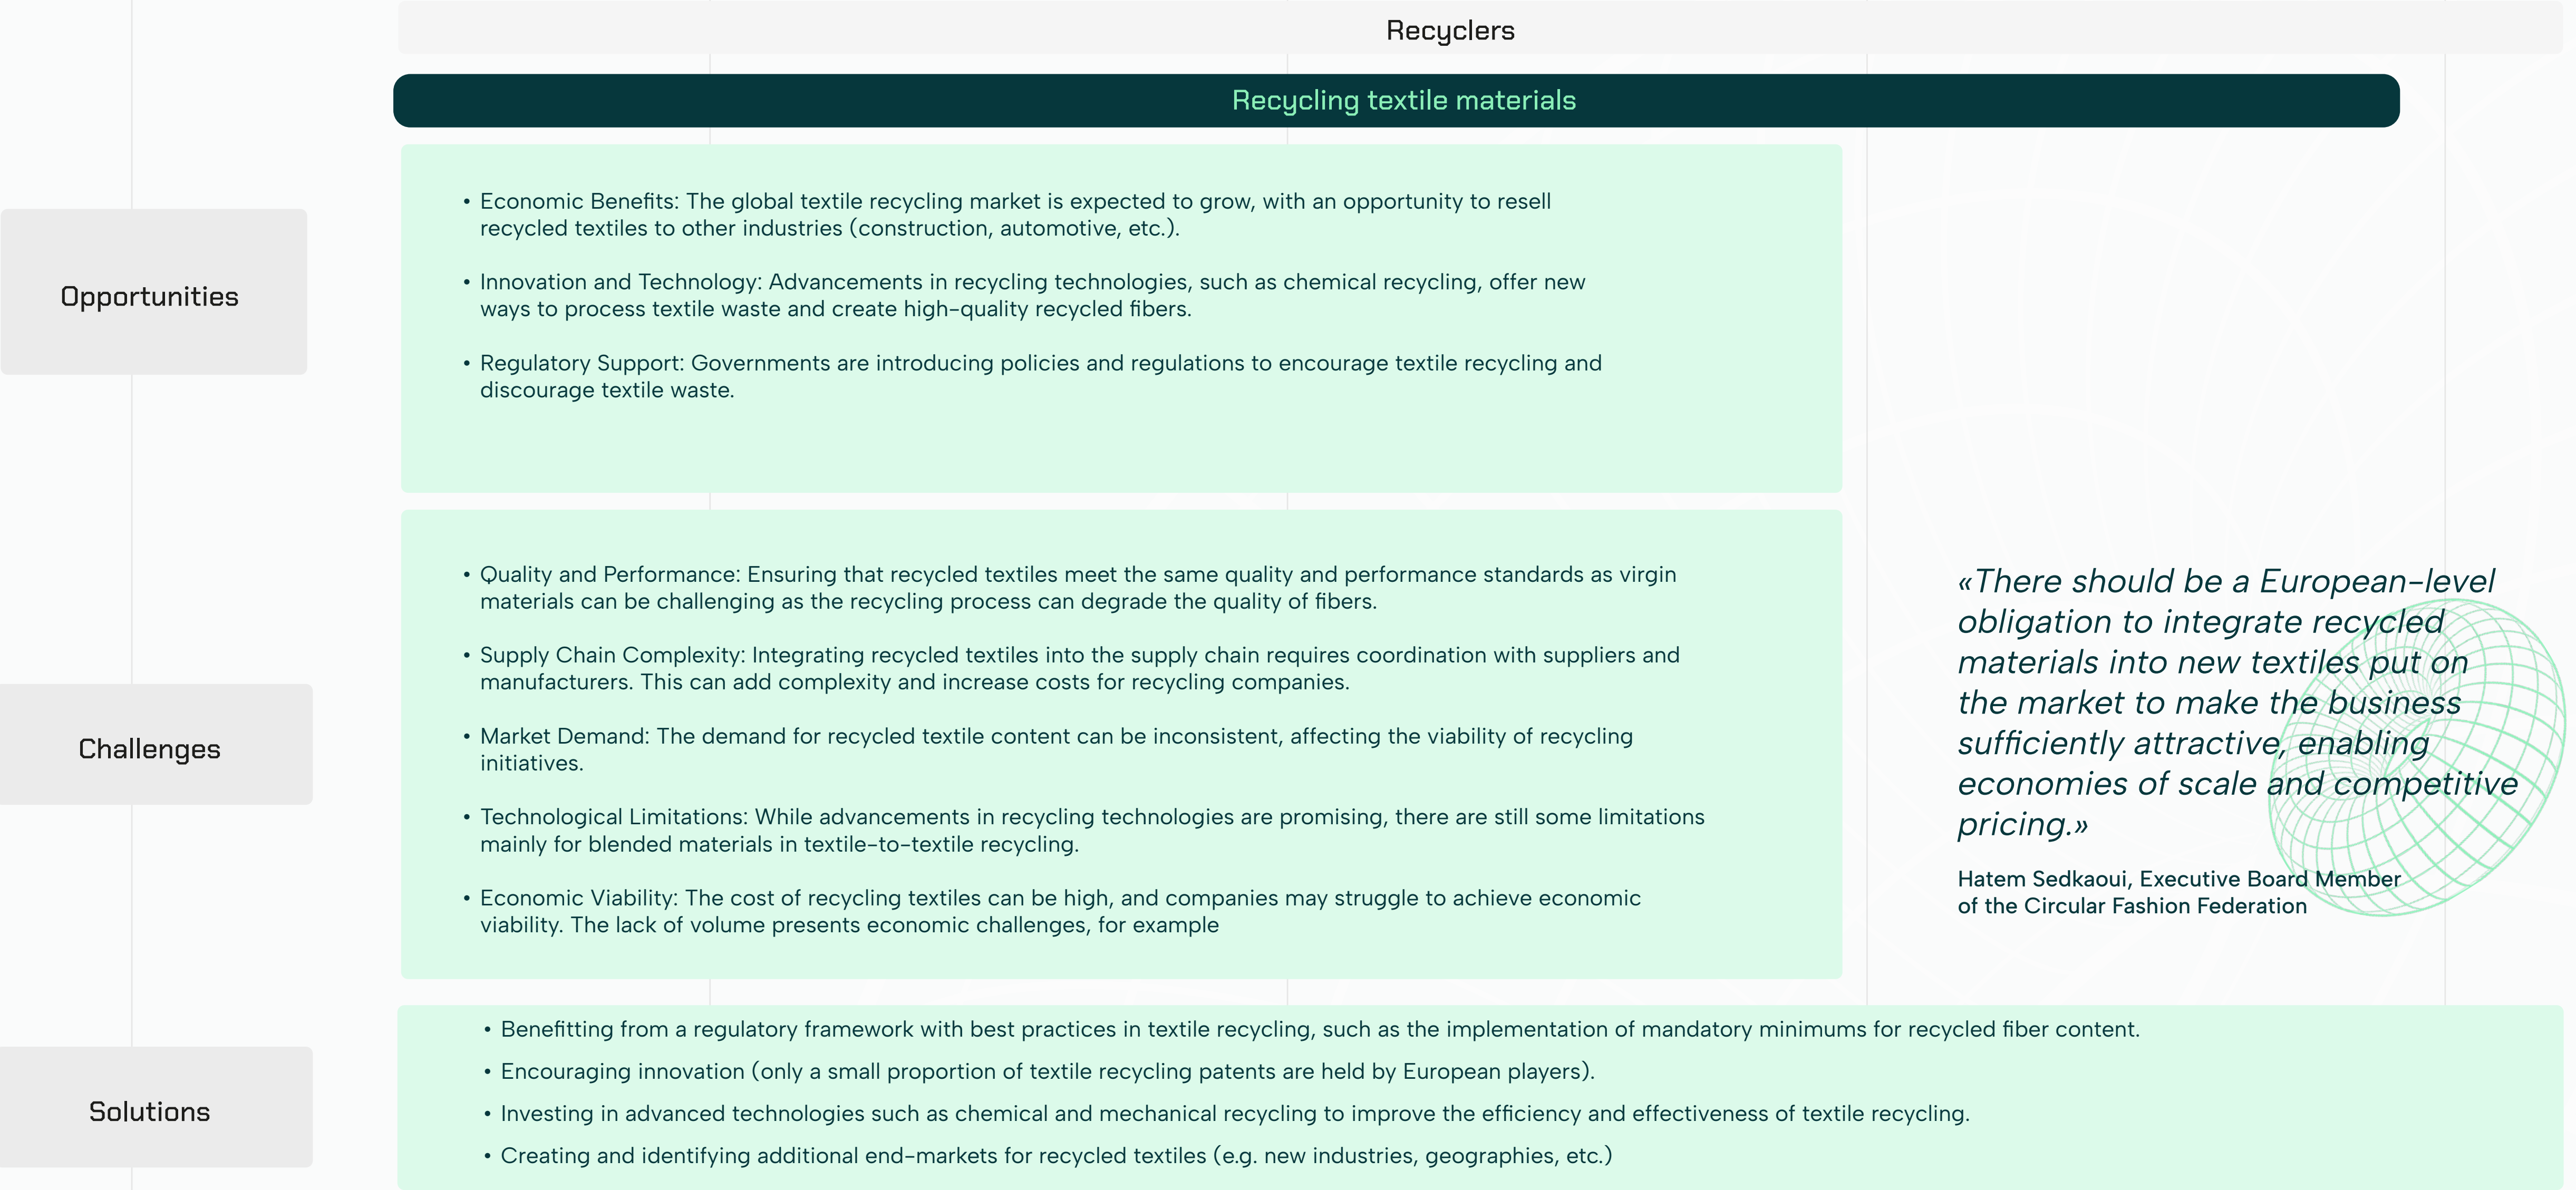 Recyclers
Recycling textile materials
Opportunities
• Economic Benefits: The global textile recycling market is expected to grow, with an opportunity to resell
recycled textiles to other industries (construction, automotive, etc.).
• Innovation and Technology: Advancements in recycling technologies, such as chemical recycling, offer new
ways to process textile waste and create high-quality recycled fibers.
• Regulatory Support: Governments are introducing policies and regulations to encourage textile recycling and
discourage textile waste.
Challenges
• Quality and Performance: Ensuring that recycled textiles meet the same quality and performance standards as virgin
materials can be challenging as the recycling process can degrade the quality of fibers.
• Supply Chain Complexity: Integrating recycled textiles into the supply chain requires coordination with suppliers and
manufacturers. This can add complexity and increase costs for recycling companies.
• Market Demand: The demand for recycled textile content can be inconsistent, affecting the viability of recycling
initiatives.
• Technological Limitations: While advancements in recycling technologies are promising, there are still some limitations
mainly for blended materials in textile-to-textile recycling.
• Economic Viability: The cost of recycling textiles can be high, and companies may struggle to achieve economic
viability. The lack of volume presents economic challenges, for example
«There should be a European-level
obligation to integrate recycled
materials into new textiles put on
the market to make the business
sufficiently attractive, enabling
economies of scale and competitive
pricing.»
Hatem Sedkaoui, Executive Board Member
of the Circular Fashion Federation
Solutions
• Benefitting from a regulatory framework with best practices in textile recycling, such as the implementation of mandatory minimums for recycled fiber content.
• Encouraging innovation (only a small proportion of textile recycling patents are held by European players).
• Investing in advanced technologies such as chemical and mechanical recycling to improve the efficiency and effectiveness of textile recycling.
• Creating and identifying additional end-markets for recycled textiles (e.g. new industries, geographies, etc.)